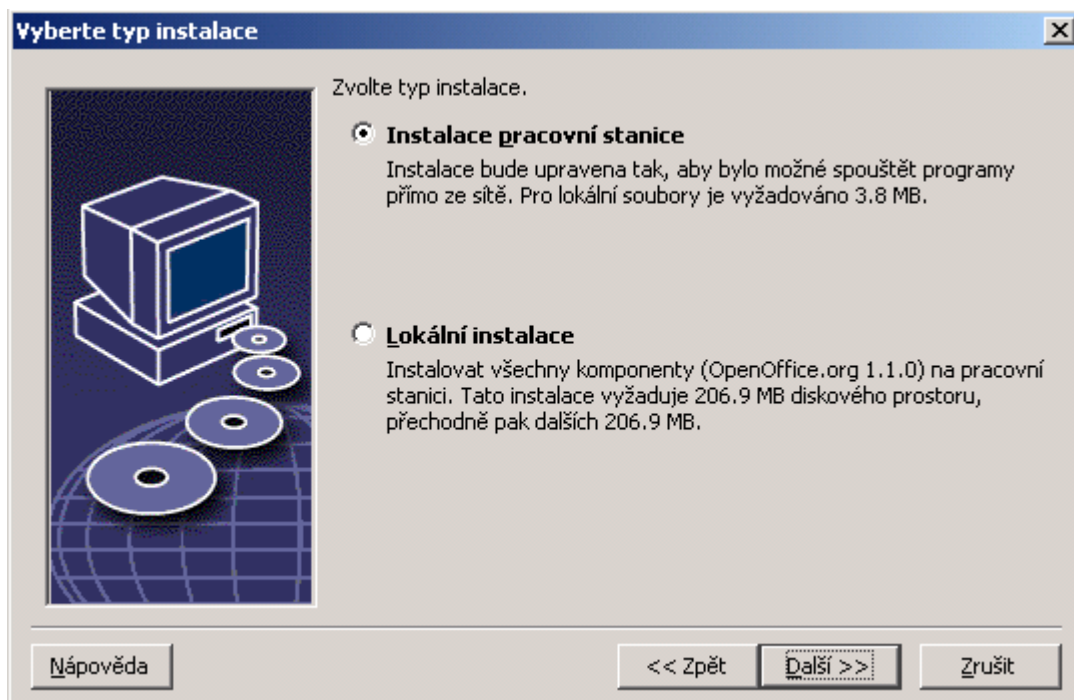 Vyberte typ instalace
Zvolte typ instalace.
Instalace pracovní stanice
Instalace bude upravena tak, aby bylo možné spouštět programy
přímo ze sítě. Pro lokální soubory je vyžadováno 3.8 MB.
Lokální instalace
Instalovat všechny komponenty (OpenOffice.org 1.1.0) na pracovní
stanici. Tato instalace vyžaduje 206.9 MB diskového prostoru,
přechodně pak dalších 206.9 MB.
Nápověda << Zpět Další >> Zrušit